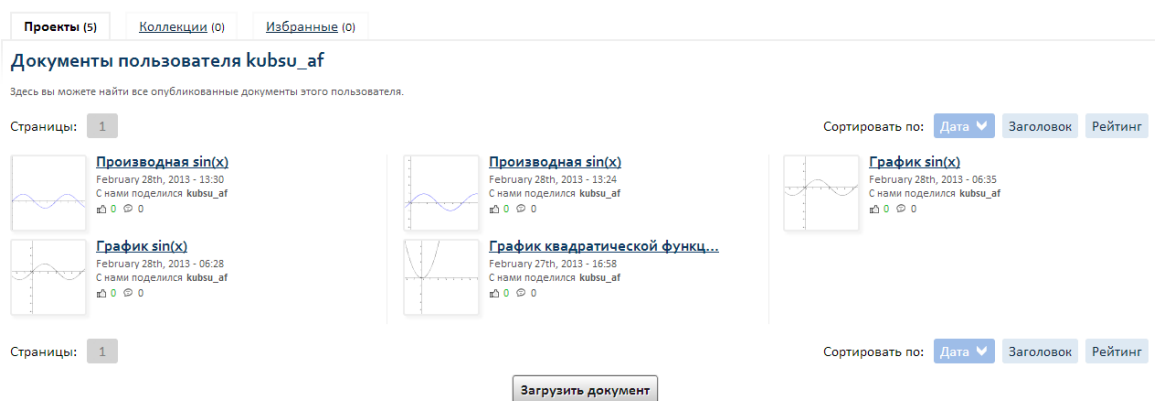 Проекты (5) Коллекции (0) Избранные (0)
Документы пользователя kubsu_af
Здесь вы можете найти все опубликованные документы этого пользователя.
Страницы: 1 Сортировать по: Дата Заголовок Рейтинг
Производная sin(x)
February 28th, 2013 - 13:30
С нами поделился kubsu_af
0 0
Производная sin(x)
February 28th, 2013 - 13:24
С нами поделился kubsu_af
0 0
График sin(x)
February 28th, 2013 - 06:35
С нами поделился kubsu_af
0 0
График sin(x)
February 28th, 2013 - 06:28
С нами поделился kubsu_af
0 0
График квадратической функц...
February 27th, 2013 - 16:58
С нами поделился kubsu_af
0 0
Страницы: 1 Сортировать по: Дата Заголовок Рейтинг
Загрузить документ